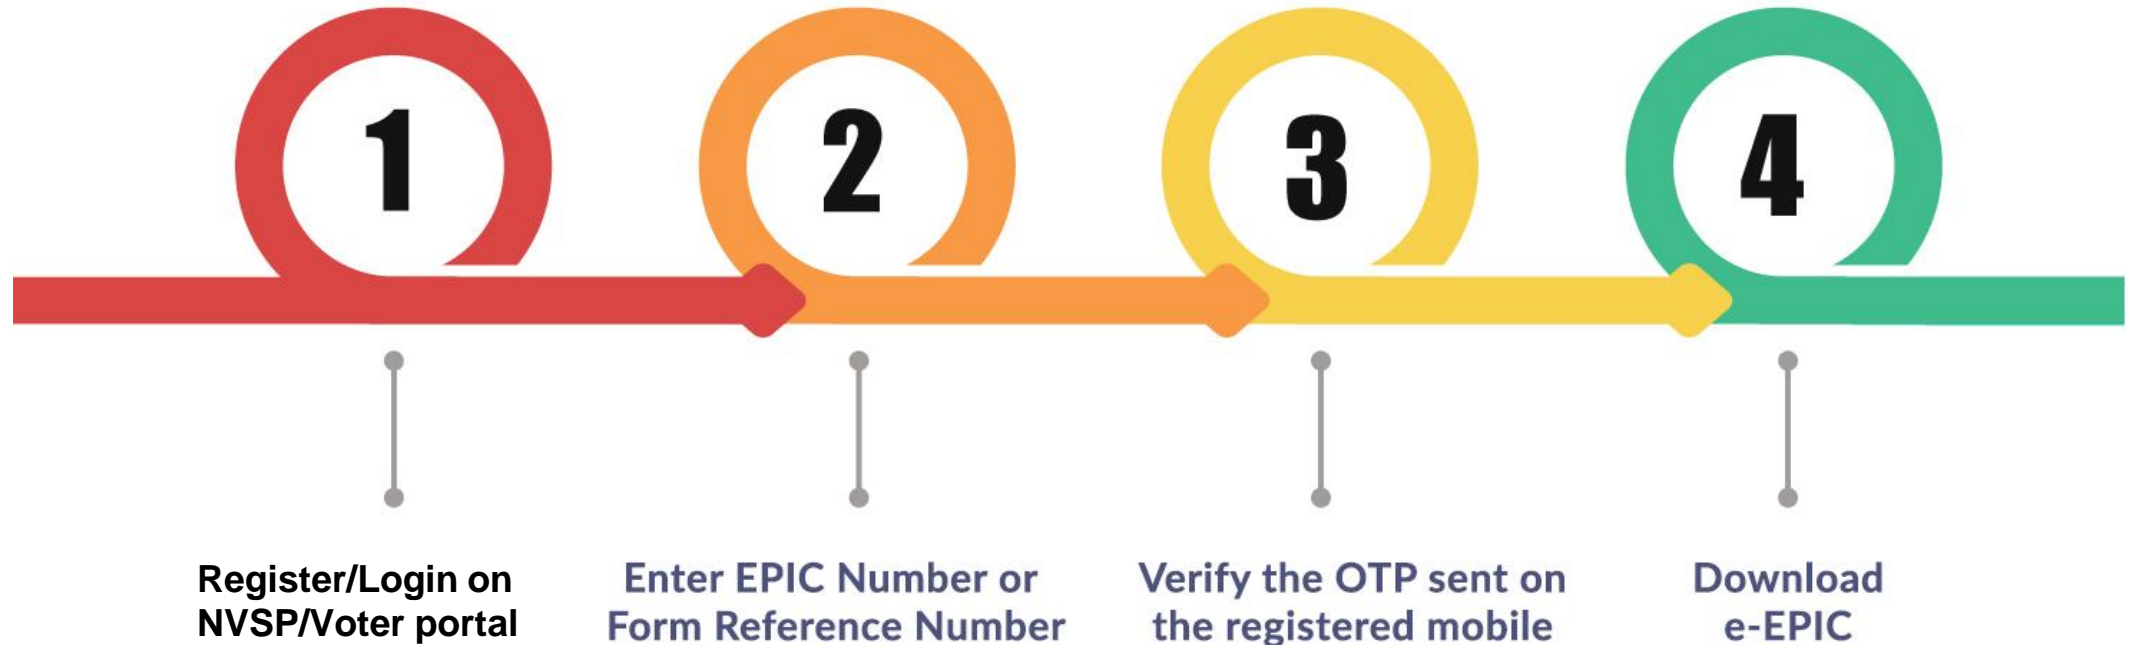 1
2
3
4
Register/Login on
NVSP/Voter portal
Enter EPIC Number or
Form Reference Number
Verify the OTP sent on
the registered mobile
Download
e-EPIC